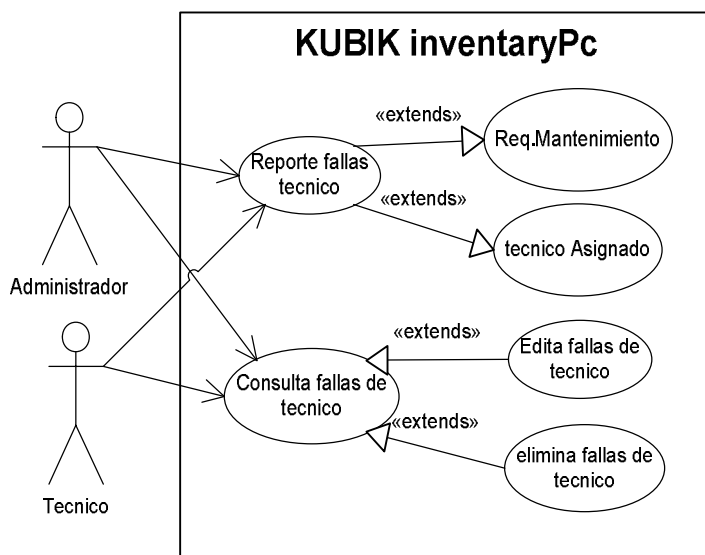 KUBIK inventaryPc
«extends»
Req.Mantenimiento
Reporte fallas
tecnico
«extends»
tecnico Asignado
Administrador
«extends»
Edita fallas de
tecnico
Consulta fallas de
tecnico
«extends»
elimina fallas de
tecnico
Tecnico